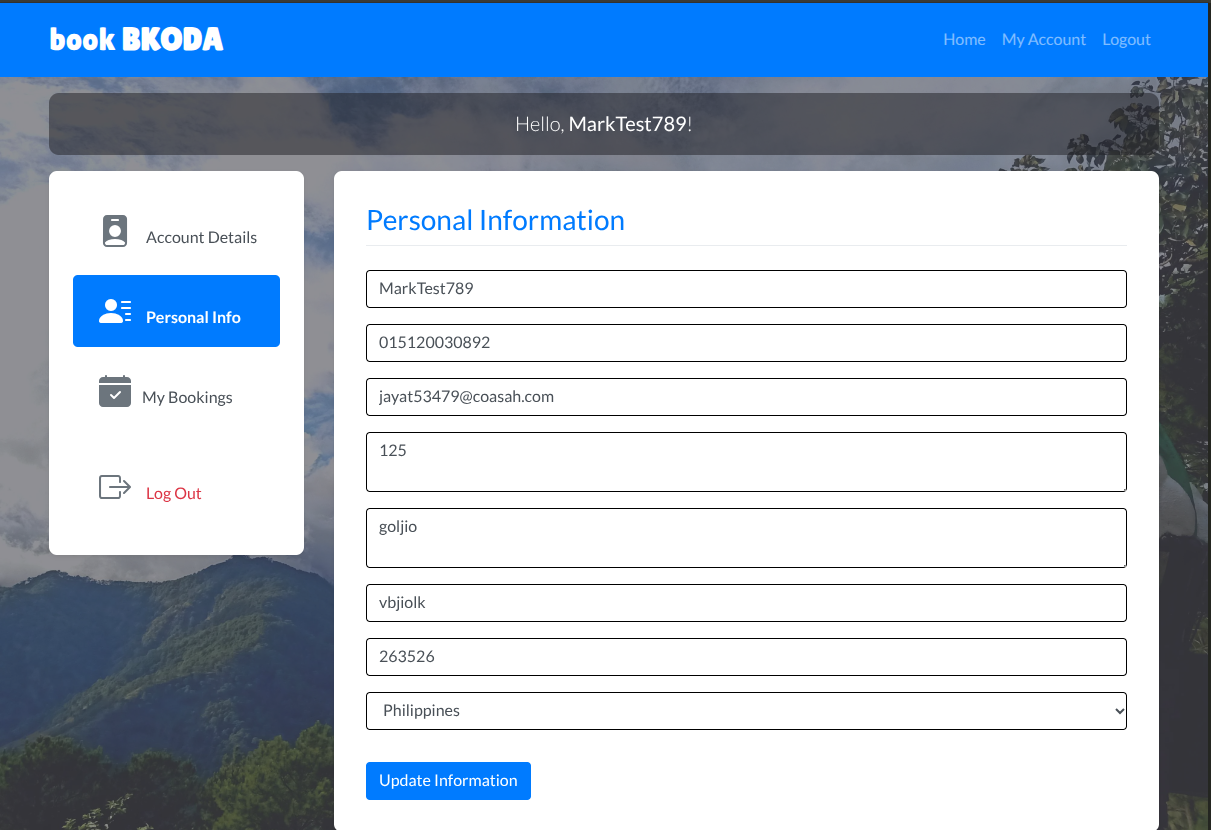 book BKODA
Home My Account Logout
Hello, MarkTest789!
Account Details
Personal Info
My Bookings
Log Out
Personal Information
MarkTest789
015120030892
jayat53479@coasah.com
125
goljio
vbjiolk
263526
Philippines
Update Information